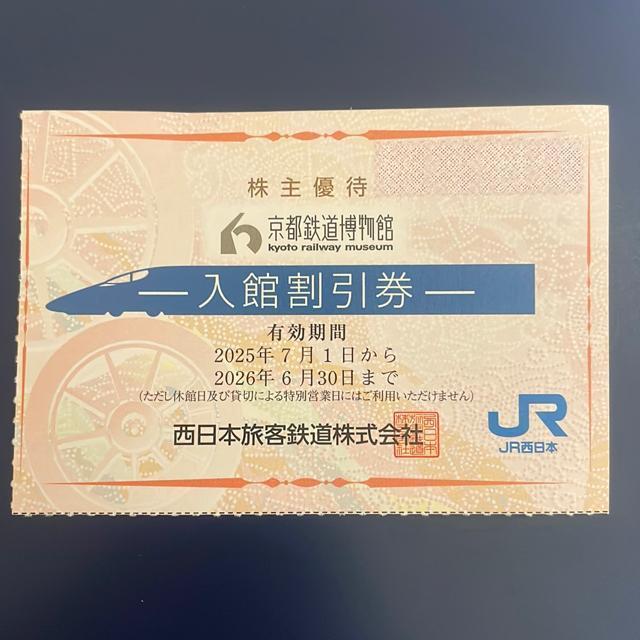 株主優待
京都鉄道博物館
kyoto railway museum
入館割引券
有効期間
2025年7月1日から
2026年6月30日まで
(ただし休館日及び貸切による特別営業日にはご利用いただけません)
西日本旅客鉄道株式会社
JR
JR西日本